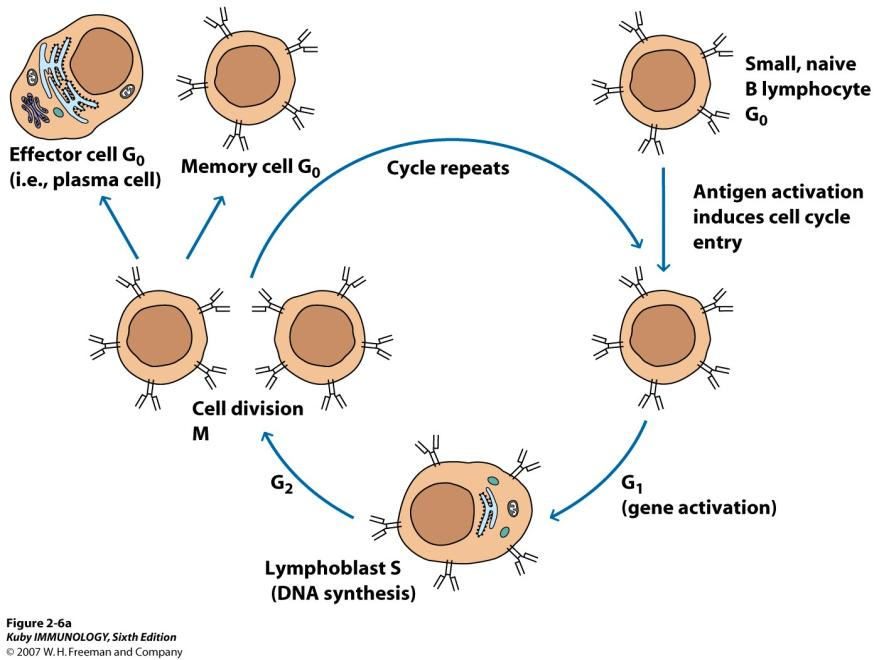 Small, naive
B lymphocyte
G₀
Effector cell G₀
(i.e., plasma cell)
Memory cell G₀
Cycle repeats
Antigen activation
induces cell cycle
entry
Cell division
M
G₂
G₁
(gene activation)
Lymphoblast S
(DNA synthesis)
Figure 2-6a
Kuby IMMUNOLOGY, Sixth Edition
© 2007 W. H. Freeman and Company